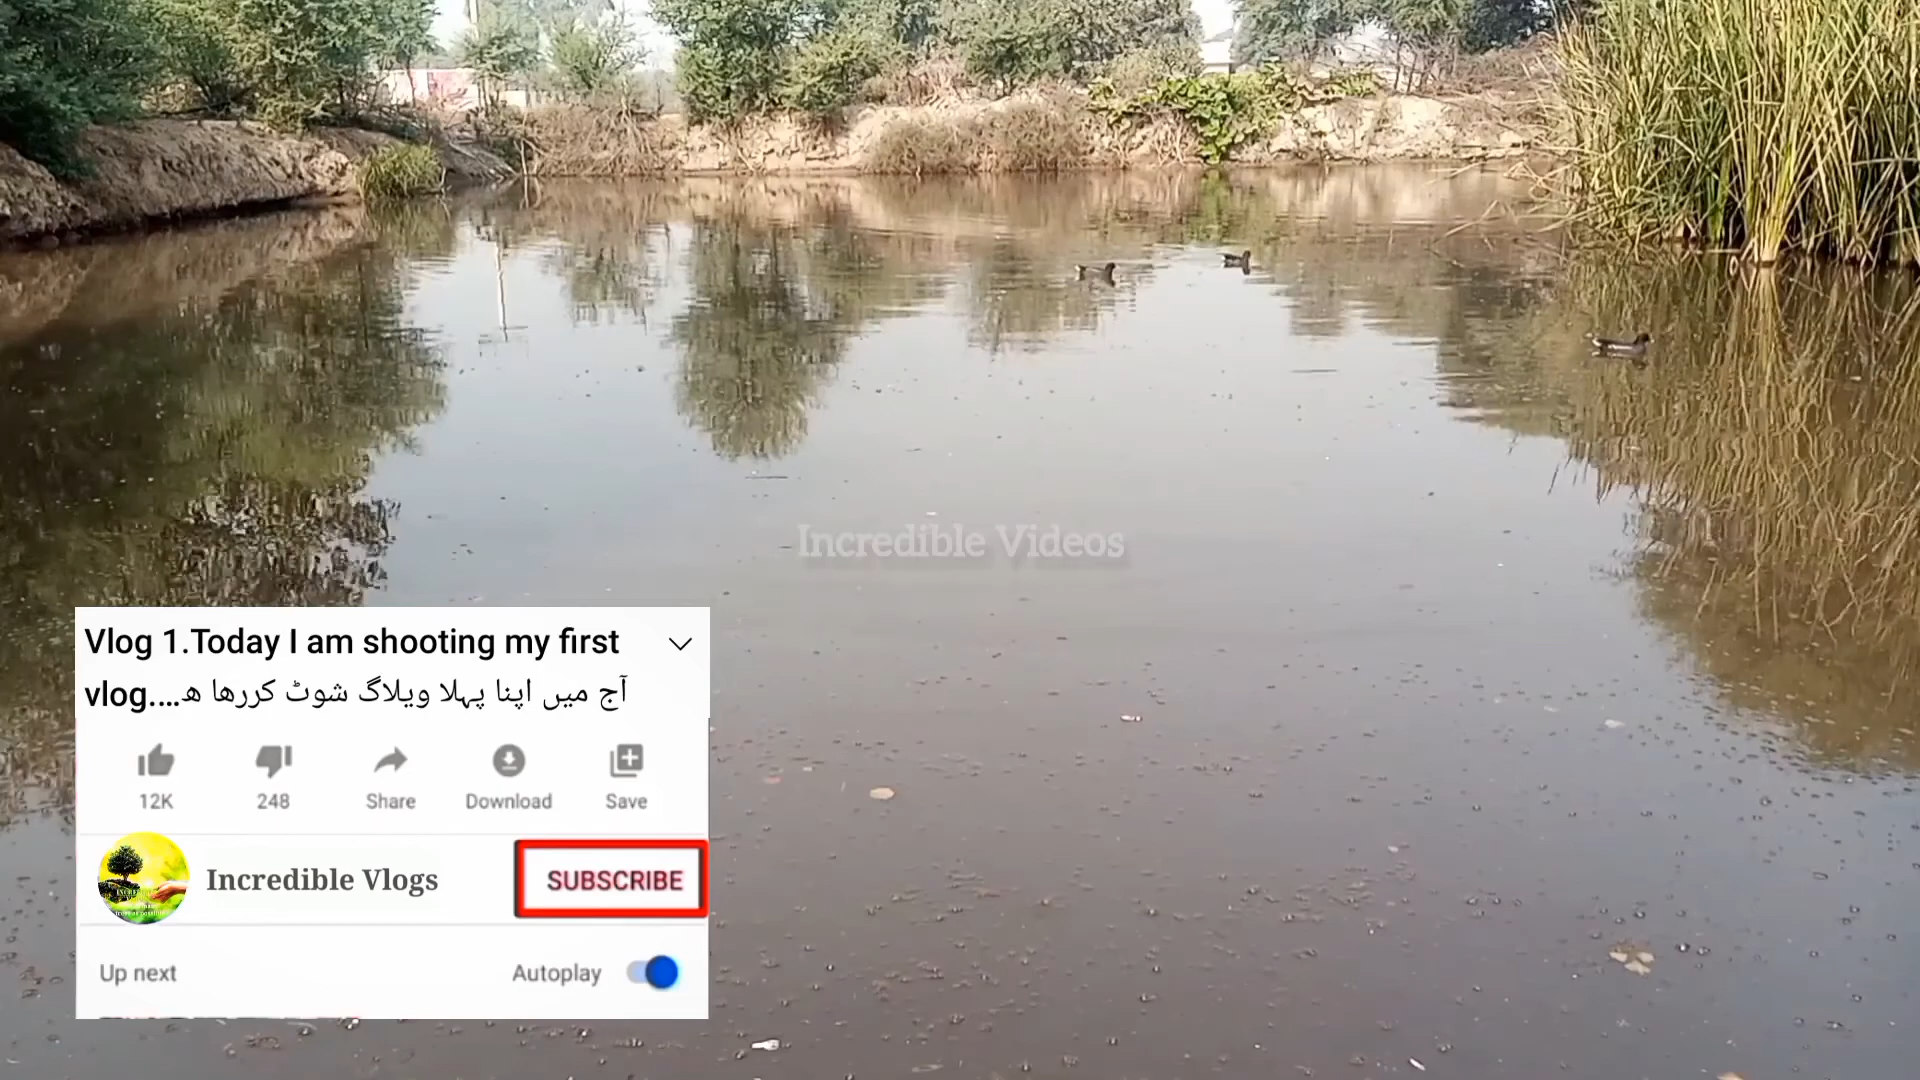 Incredible Videos
Vlog 1.Today I am shooting my first
vlog....آج میں اپنا پہلا ویلاگ شوٹ کررھا ھ
12K
248
Share
Download
Save
Incredible Vlogs
SUBSCRIBE
Up next
Autoplay